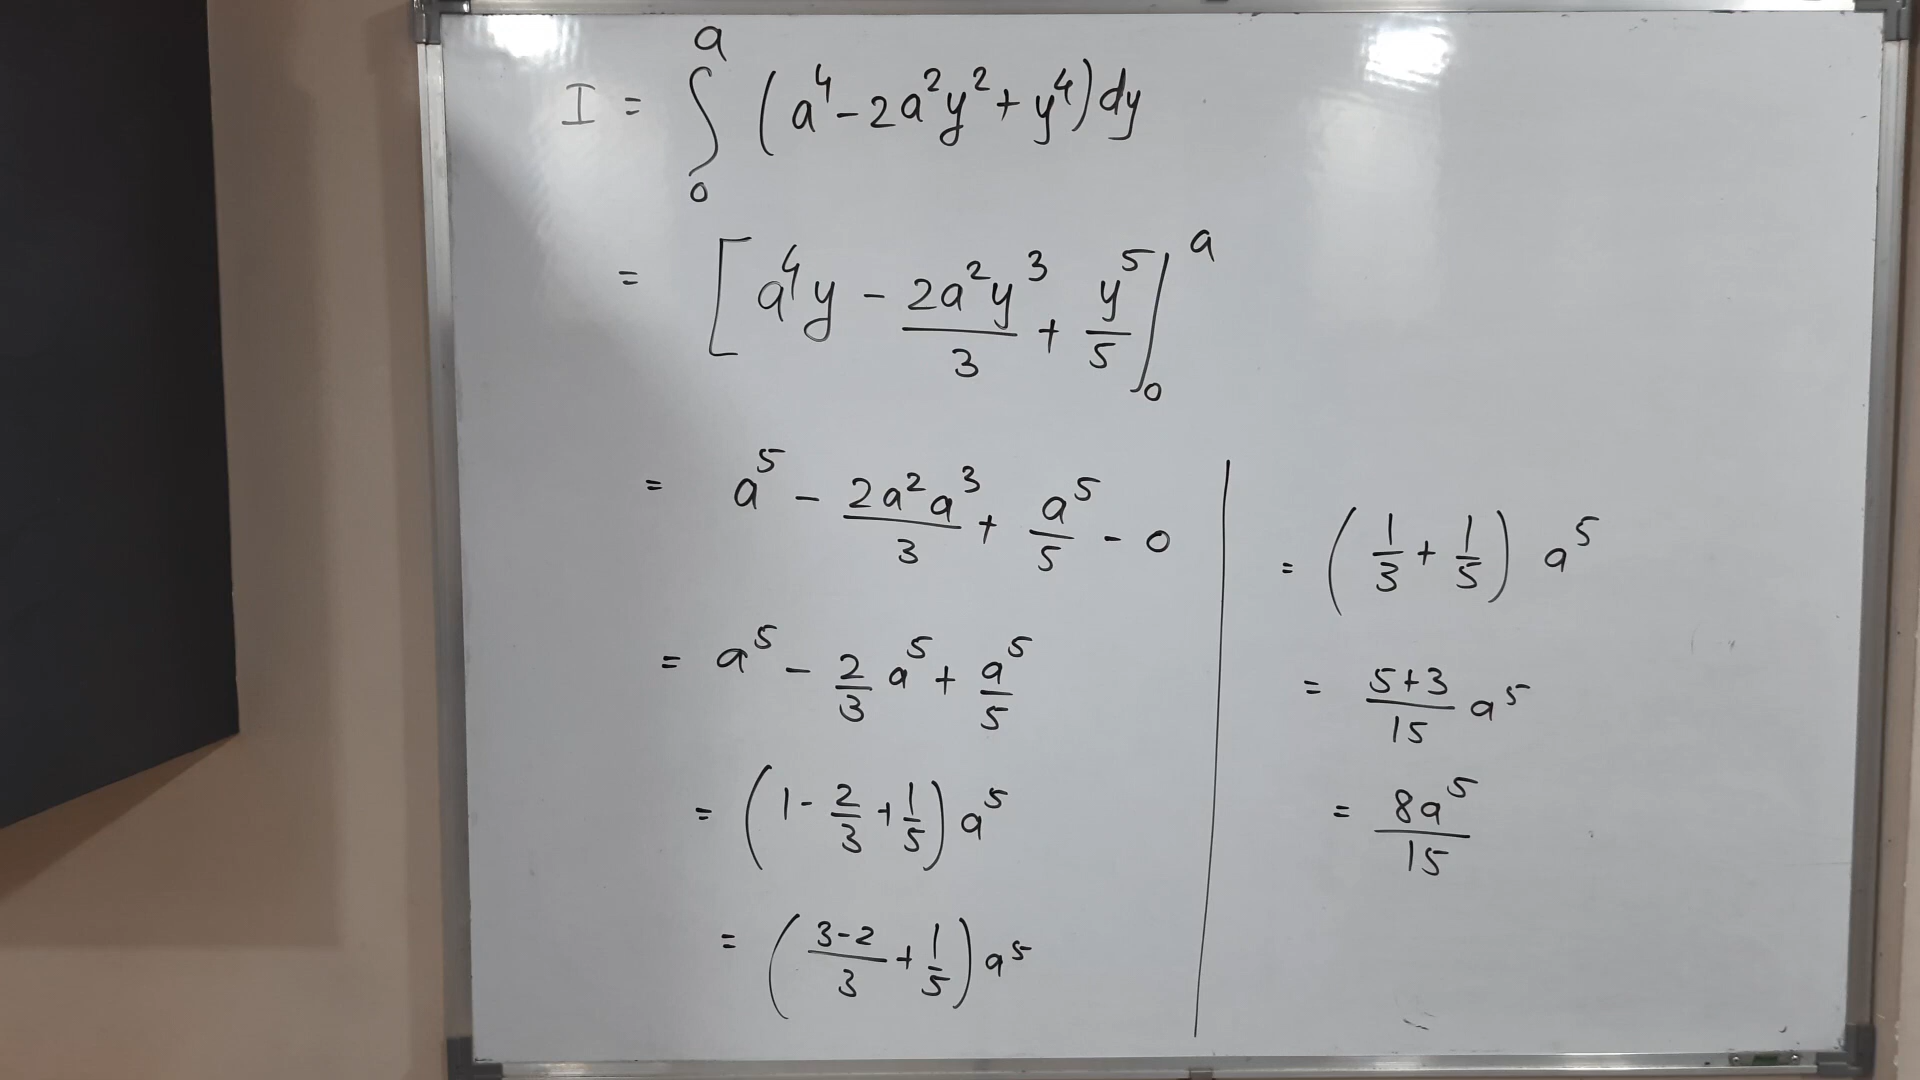 I = ∫₀ᵃ (a⁴ - 2a²y² + y⁴) dy
= [a⁴y - 2a²y³/3 + y⁵/5]₀ᵃ
= a⁵ - 2a²a³/3 + a⁵/5 - 0
= a⁵ - 2/3 a⁵ + a⁵/5
= (1 - 2/3 + 1/5) a⁵
= ((3-2)/3 + 1/5) a⁵
= (1/3 + 1/5) a⁵
= (5+3)/15 a⁵
= 8a⁵/15